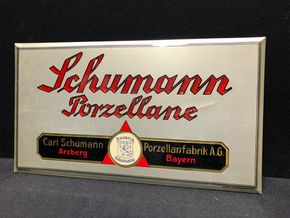 Schumann
Porzellane
Carl Schumann Porzellanfabrik A.G.
Arzberg Bayern